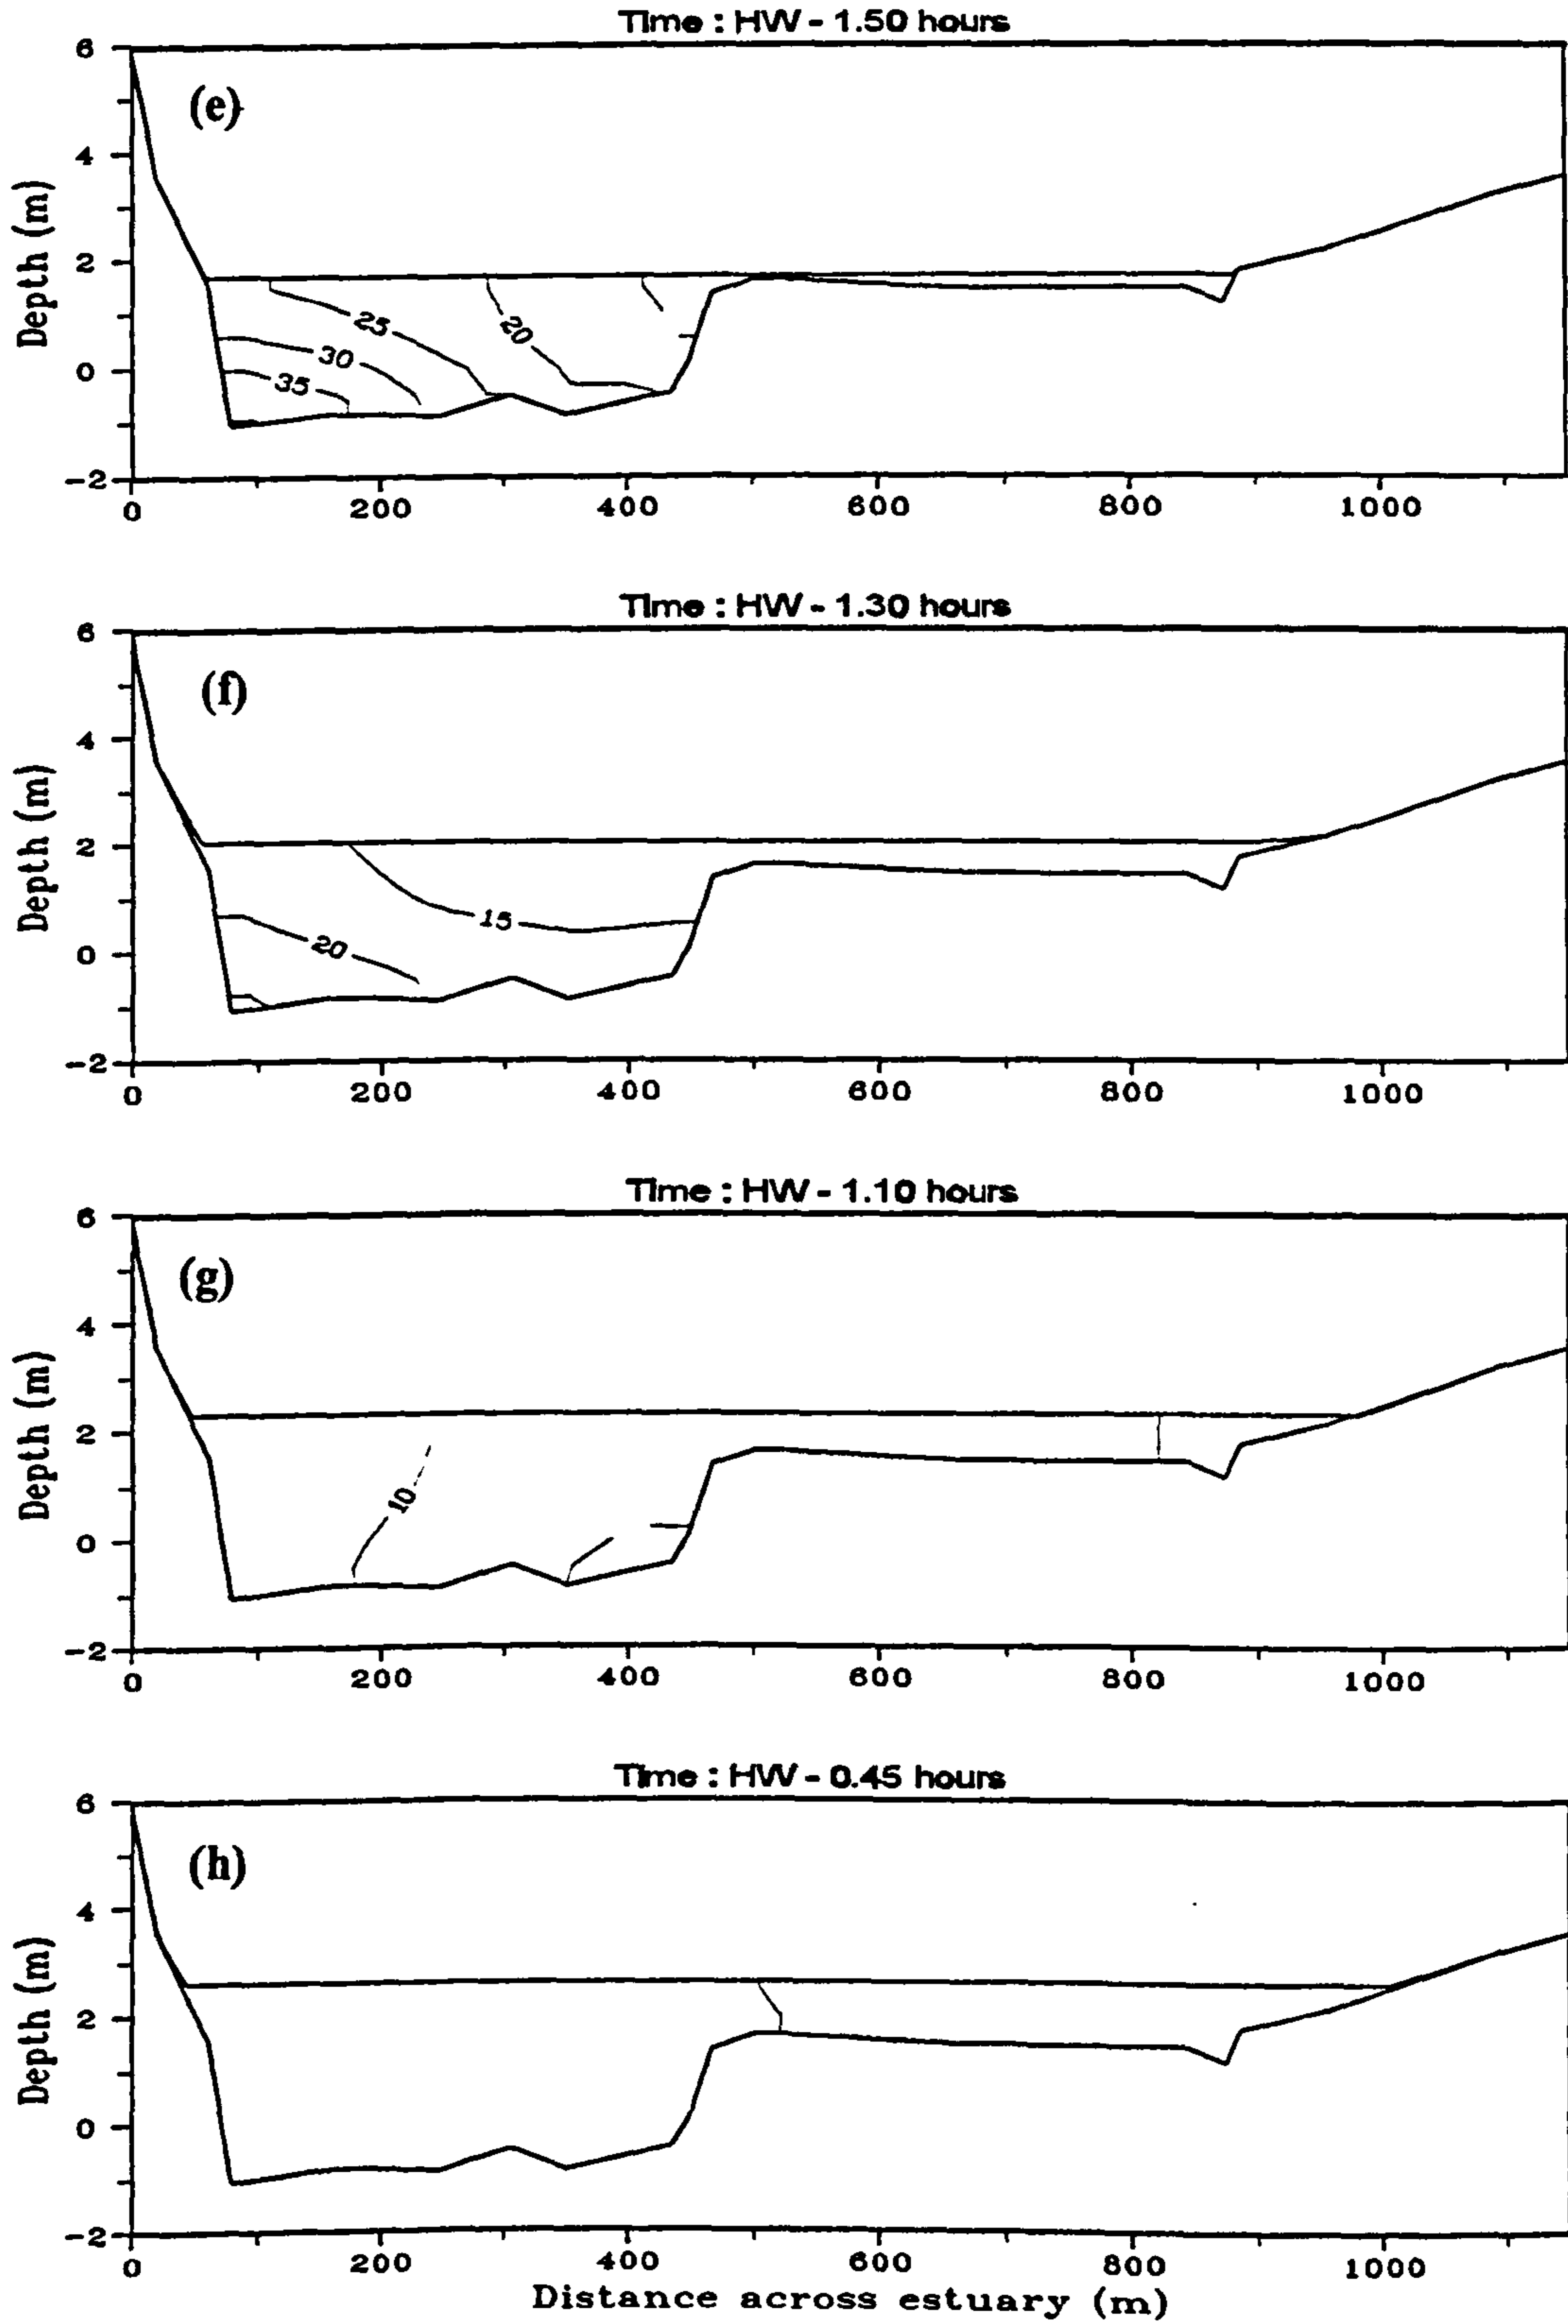 Time : HW - 1.50 hours
(e)
Depth (m)
6
4
2
0
-2
25
20
30
35
0 200 400 600 800 1000
Time : HW - 1.30 hours
(f)
Depth (m)
6
4
2
0
-2
15
20
0 200 400 600 800 1000
Time : HW - 1.10 hours
(g)
Depth (m)
6
4
2
0
-2
10
0 200 400 600 800 1000
Time : HW - 0.45 hours
(h)
Depth (m)
6
4
2
0
-2
0 200 400 600 800 1000
Distance across estuary (m)